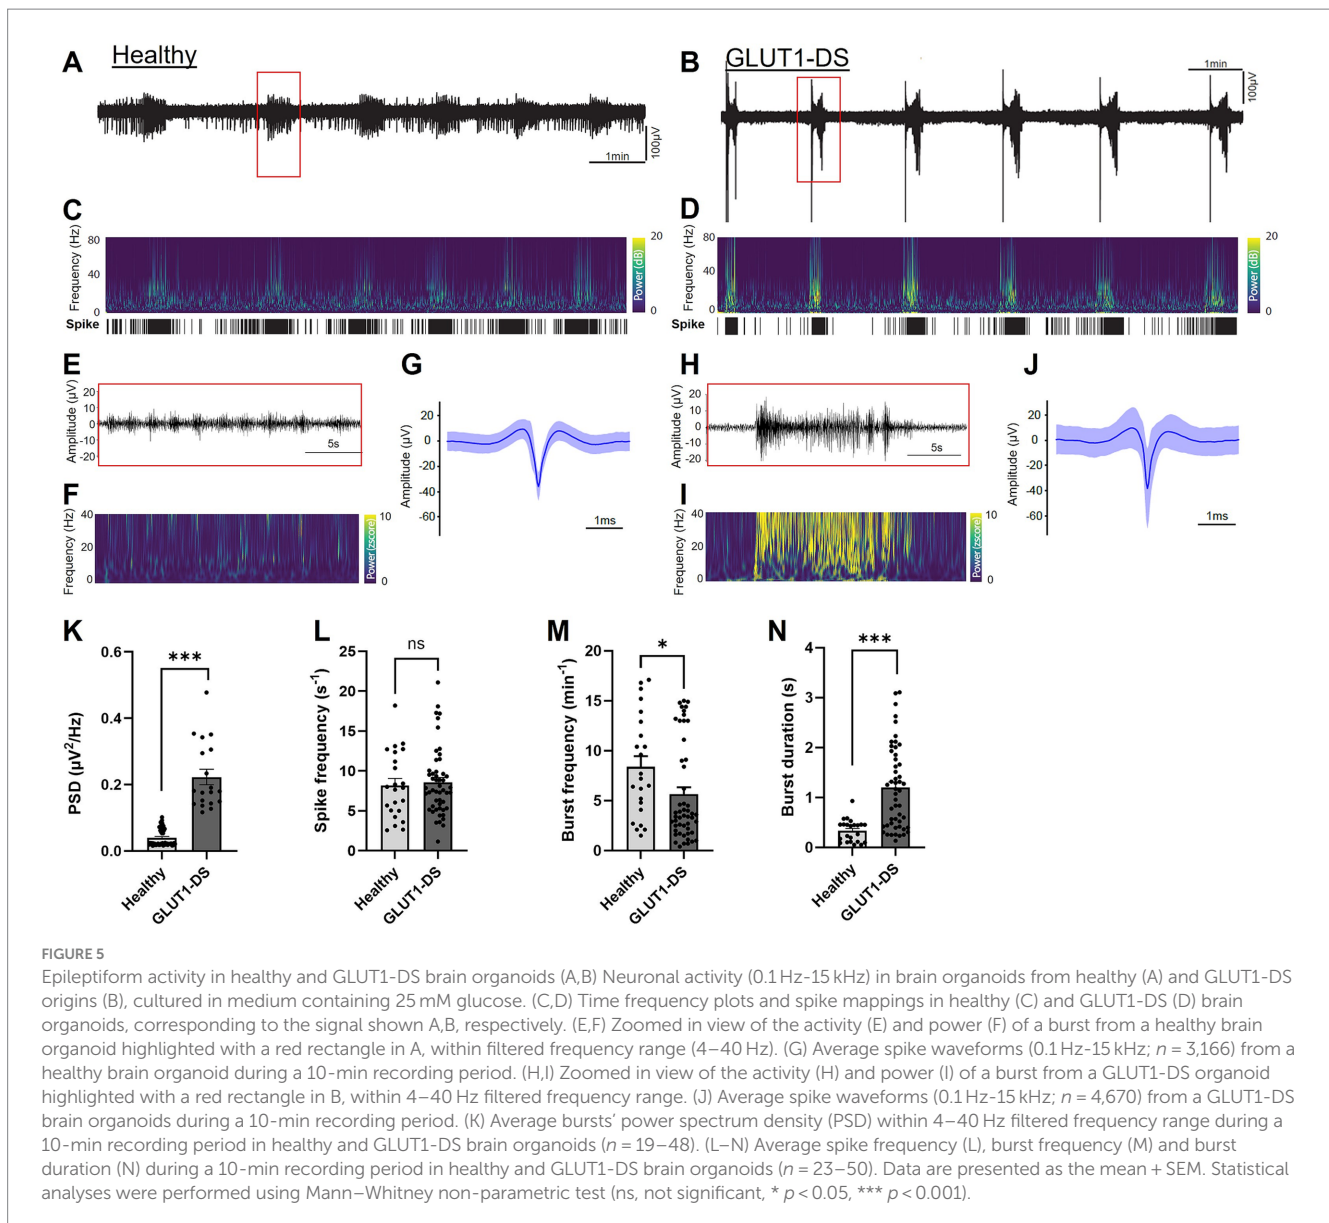 A Healthy
100µV
1min
B GLUT1-DS
1min
100µV
C
Frequency (Hz)
80
40
0
20
Power (dB)
0
Spike
D
Frequency (Hz)
80
40
0
20
Power (dB)
0
Spike
E
Amplitude (µV)
20
10
0
-10
-20
5s
F
Frequency (Hz)
40
20
0
10
Power (zscore)
0
G
Amplitude (µV)
20
0
-20
-40
-60
1ms
H
Amplitude (µV)
20
10
0
-10
-20
5s
I
Frequency (Hz)
40
20
0
10
Power (zscore)
0
J
Amplitude (µV)
20
0
-20
-40
-60
1ms
K
PSD (µV²/Hz)
0.6
0.4
0.2
0.0
***
Healthy
GLUT1-DS
L
Spike frequency (s⁻¹)
25
20
15
10
5
0
ns
Healthy
GLUT1-DS
M
Burst frequency (min⁻¹)
20
15
10
5
0
*
Healthy
GLUT1-DS
N
Burst duration (s)
4
3
2
1
0
***
Healthy
GLUT1-DS
FIGURE 5
Epileptiform activity in healthy and GLUT1-DS brain organoids (A,B) Neuronal activity (0.1 Hz-15 kHz) in brain organoids from healthy (A) and GLUT1-DS
origins (B), cultured in medium containing 25 mM glucose. (C,D) Time frequency plots and spike mappings in healthy (C) and GLUT1-DS (D) brain
organoids, corresponding to the signal shown A,B, respectively. (E,F) Zoomed in view of the activity (E) and power (F) of a burst from a healthy brain
organoid highlighted with a red rectangle in A, within filtered frequency range (4–40 Hz). (G) Average spike waveforms (0.1 Hz-15 kHz; n = 3,166) from a
healthy brain organoid during a 10-min recording period. (H,I) Zoomed in view of the activity (H) and power (I) of a burst from a GLUT1-DS organoid
highlighted with a red rectangle in B, within 4–40 Hz filtered frequency range. (J) Average spike waveforms (0.1 Hz-15 kHz; n = 4,670) from a GLUT1-DS
brain organoids during a 10-min recording period. (K) Average bursts’ power spectrum density (PSD) within 4–40 Hz filtered frequency range during a
10-min recording period in healthy and GLUT1-DS brain organoids (n = 19–48). (L–N) Average spike frequency (L), burst frequency (M) and burst
duration (N) during a 10-min recording period in healthy and GLUT1-DS brain organoids (n = 23–50). Data are presented as the mean + SEM. Statistical
analyses were performed using Mann–Whitney non-parametric test (ns, not significant, * p < 0.05, *** p < 0.001).